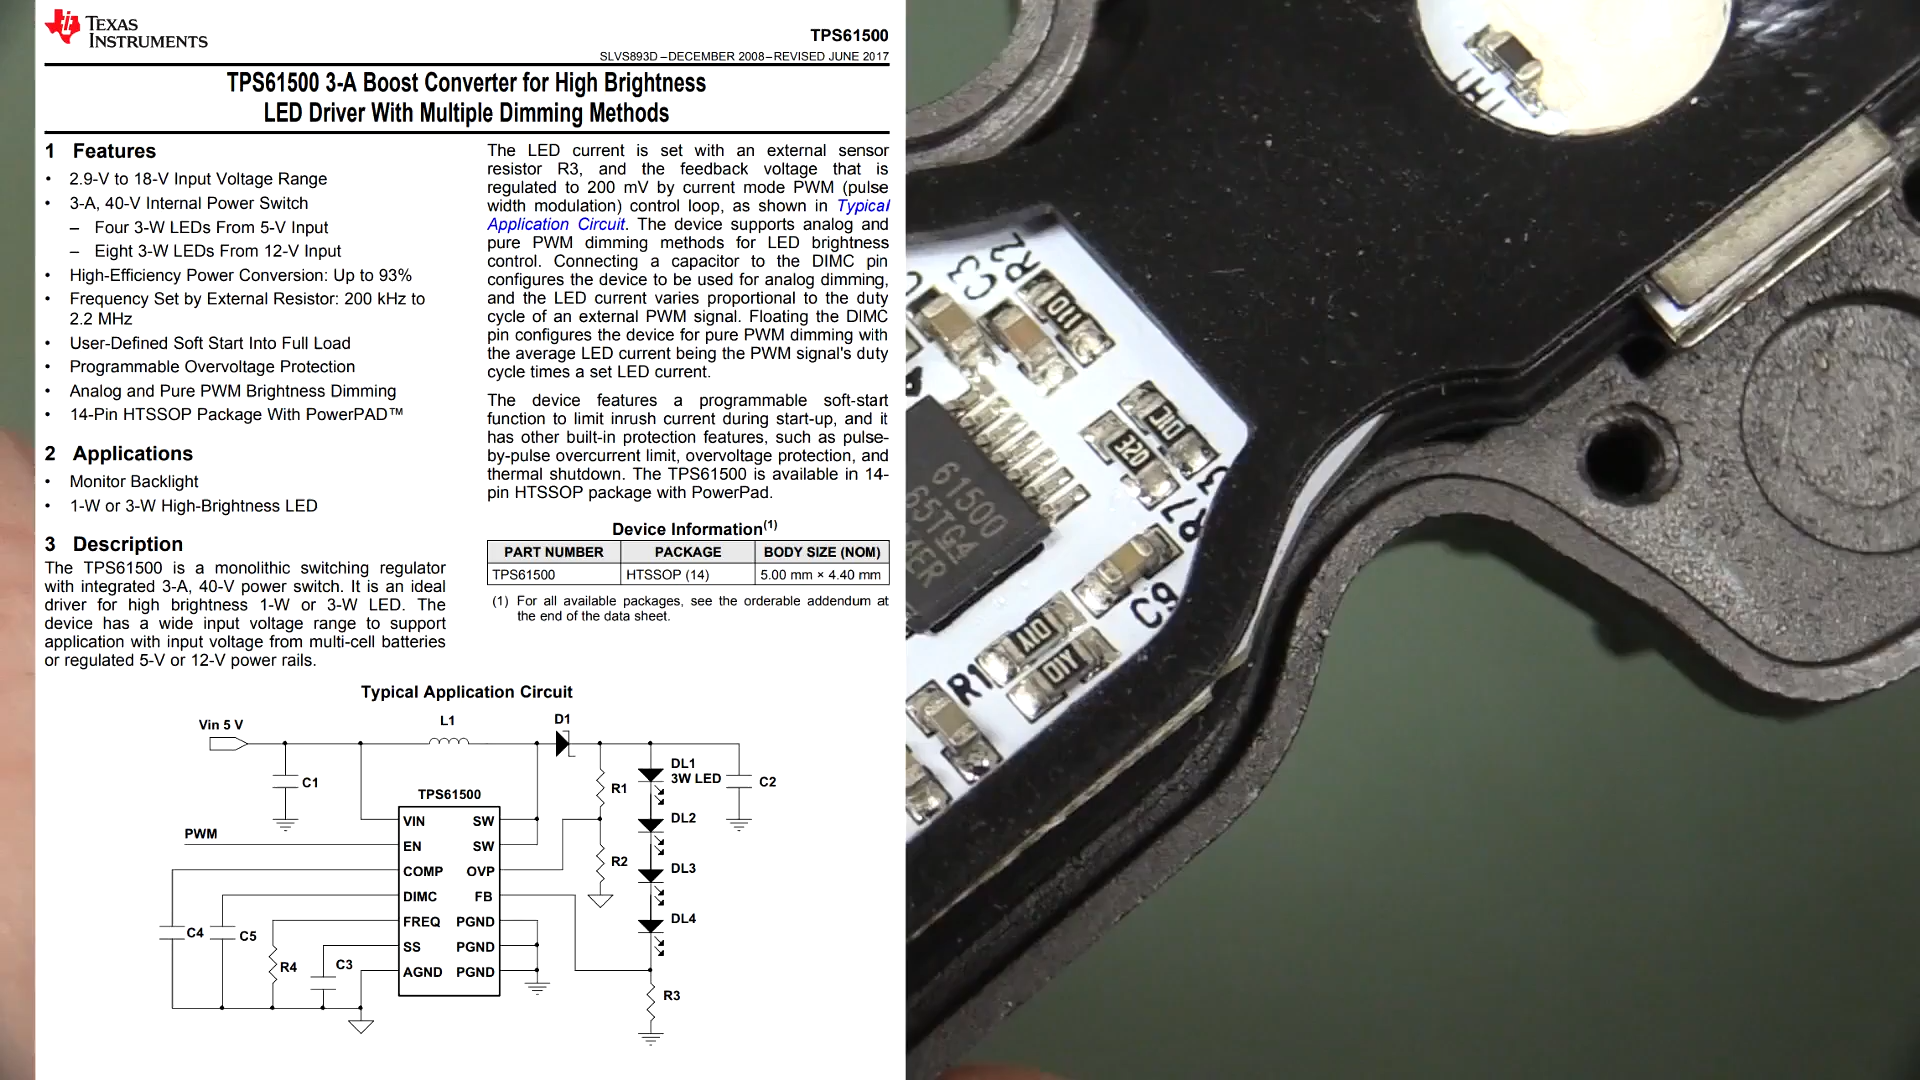 TEXAS
INSTRUMENTS
TPS61500
SLVS893D –DECEMBER 2008–REVISED JUNE 2017
TPS61500 3-A Boost Converter for High Brightness
LED Driver With Multiple Dimming Methods
1 Features
• 2.9-V to 18-V Input Voltage Range
• 3-A, 40-V Internal Power Switch
– Four 3-W LEDs From 5-V Input
– Eight 3-W LEDs From 12-V Input
• High-Efficiency Power Conversion: Up to 93%
• Frequency Set by External Resistor: 200 kHz to
2.2 MHz
• User-Defined Soft Start Into Full Load
• Programmable Overvoltage Protection
• Analog and Pure PWM Brightness Dimming
• 14-Pin HTSSOP Package With PowerPAD™
2 Applications
• Monitor Backlight
• 1-W or 3-W High-Brightness LED
3 Description
The TPS61500 is a monolithic switching regulator
with integrated 3-A, 40-V power switch. It is an ideal
driver for high brightness 1-W or 3-W LED. The
device has a wide input voltage range to support
application with input voltage from multi-cell batteries
or regulated 5-V or 12-V power rails.
The LED current is set with an external sensor
resistor R3, and the feedback voltage that is
regulated to 200 mV by current mode PWM (pulse
width modulation) control loop, as shown in Typical
Application Circuit. The device supports analog and
pure PWM dimming methods for LED brightness
control. Connecting a capacitor to the DIMC pin
configures the device to be used for analog dimming,
and the LED current varies proportional to the duty
cycle of an external PWM signal. Floating the DIMC
pin configures the device for pure PWM dimming with
the average LED current being the PWM signal's duty
cycle times a set LED current.
The device features a programmable soft-start
function to limit inrush current during start-up, and it
has other built-in protection features, such as pulse-
by-pulse overcurrent limit, overvoltage protection, and
thermal shutdown. The TPS61500 is available in 14-
pin HTSSOP package with PowerPad.
Device Information(1)
PART NUMBER PACKAGE BODY SIZE (NOM)
TPS61500 HTSSOP (14) 5.00 mm × 4.40 mm
(1) For all available packages, see the orderable addendum at
the end of the data sheet.
Typical Application Circuit
Vin 5 V
L1
D1
C1
R1
DL1
3W LED
C2
TPS61500
VIN SW
PWM
EN SW
DL2
COMP OVP
R2
DL3
DIMC FB
FREQ PGND
DL4
C4
C5
SS PGND
R4
C3
AGND PGND
R3
C3
R2
110
320
61500
R7
C8
R1